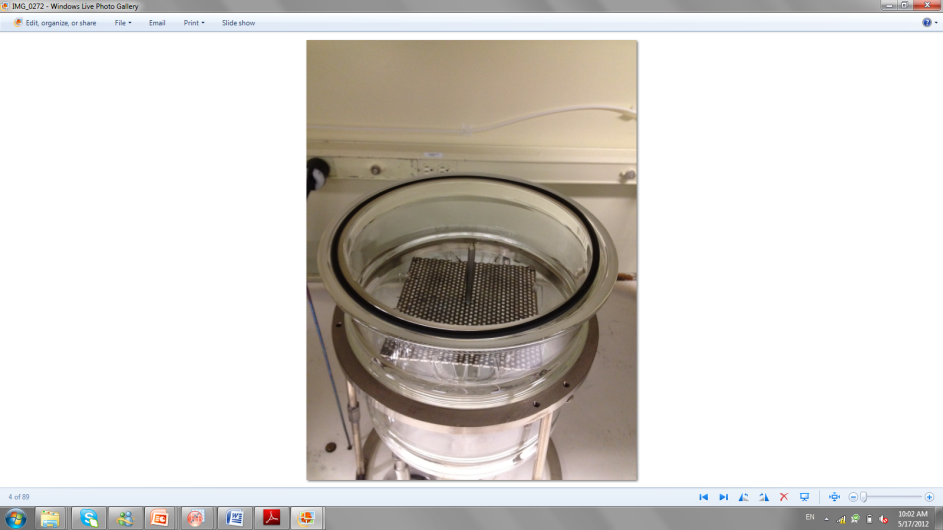 IMG_0272 - Windows Live Photo Gallery
Edit, organize, or share File Email Print Slide show
4 of 89
EN 10:02 AM
5/17/2012